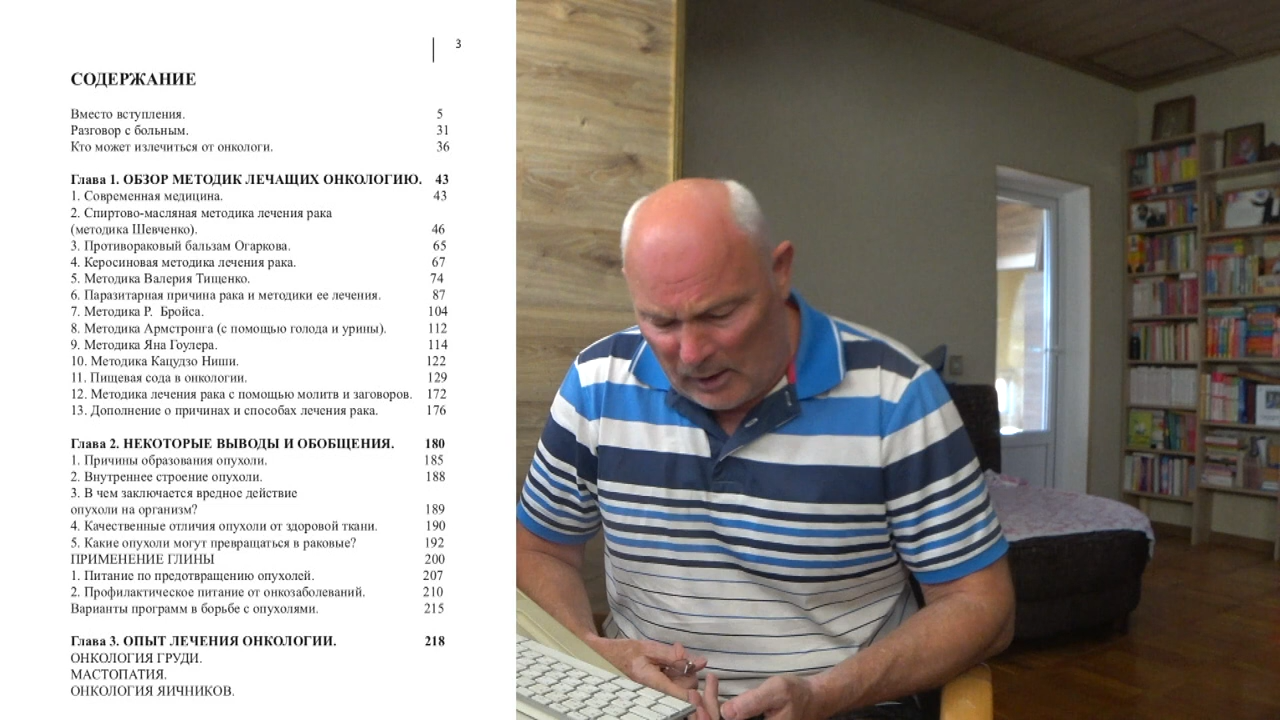 3
СОДЕРЖАНИЕ
Вместо вступления. 5
Разговор с больным. 31
Кто может излечиться от онкологи. 36
Глава 1. ОБЗОР МЕТОДИК ЛЕЧАЩИХ ОНКОЛОГИЮ. 43
1. Современная медицина. 43
2. Спиртово-масляная методика лечения рака
(методика Шевченко). 46
3. Противораковый бальзам Огаркова. 65
4. Керосиновая методика лечения рака. 67
5. Методика Валерия Тищенко. 74
6. Паразитарная причина рака и методики ее лечения. 87
7. Методика Р. Бройса. 104
8. Методика Армстронга (с помощью голода и урины). 112
9. Методика Яна Гоулера. 114
10. Методика Кацудзо Ниши. 122
11. Пищевая сода в онкологии. 129
12. Методика лечения рака с помощью молитв и заговоров. 172
13. Дополнение о причинах и способах лечения рака. 176
Глава 2. НЕКОТОРЫЕ ВЫВОДЫ И ОБОБЩЕНИЯ. 180
1. Причины образования опухоли. 185
2. Внутреннее строение опухоли. 188
3. В чем заключается вредное действие
опухоли на организм? 189
4. Качественные отличия опухоли от здоровой ткани. 190
5. Какие опухоли могут превращаться в раковые? 192
ПРИМЕНЕНИЕ ГЛИНЫ 200
1. Питание по предотвращению опухолей. 207
2. Профилактическое питание от онкозаболеваний. 210
Варианты программ в борьбе с опухолями. 215
Глава 3. ОПЫТ ЛЕЧЕНИЯ ОНКОЛОГИИ. 218
ОНКОЛОГИЯ ГРУДИ.
МАСТОПАТИЯ.
ОНКОЛОГИЯ ЯИЧНИКОВ.